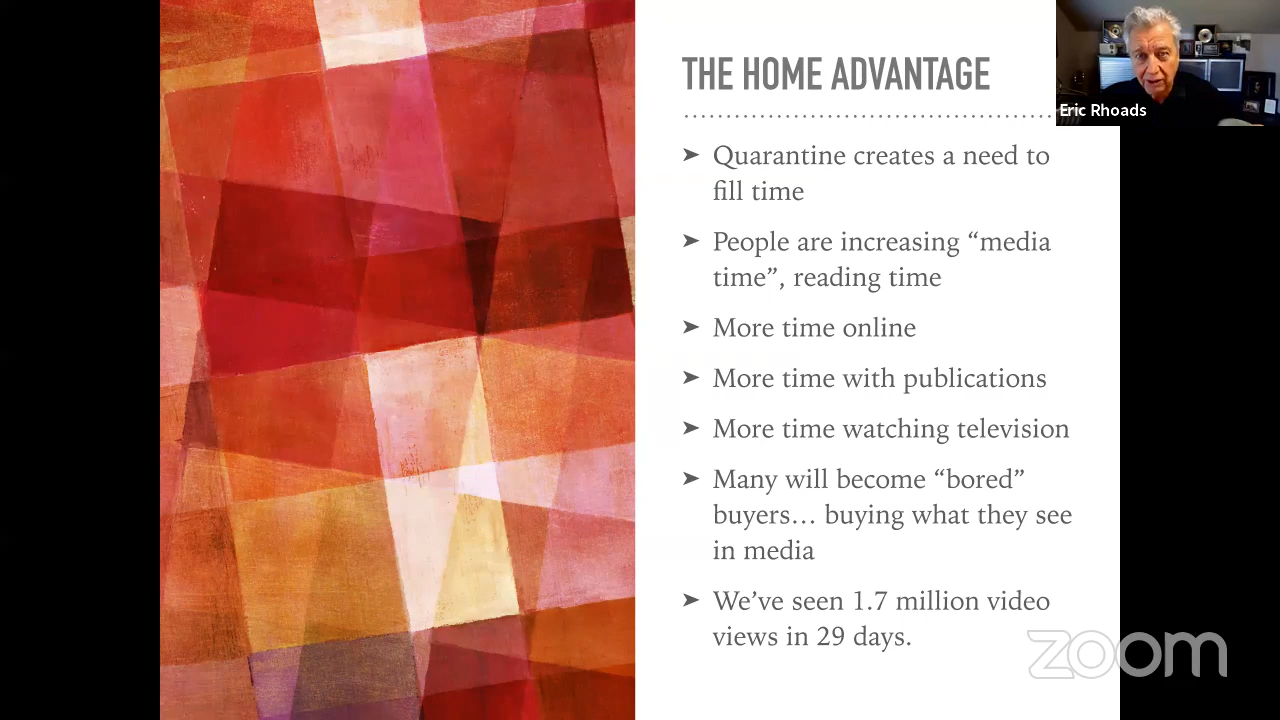 THE HOME ADVANTAGE
Eric Rhoads
➤ Quarantine creates a need to
fill time
➤ People are increasing “media
time”, reading time
➤ More time online
➤ More time with publications
➤ More time watching television
➤ Many will become “bored”
buyers… buying what they see
in media
➤ We’ve seen 1.7 million video
views in 29 days.
zoom